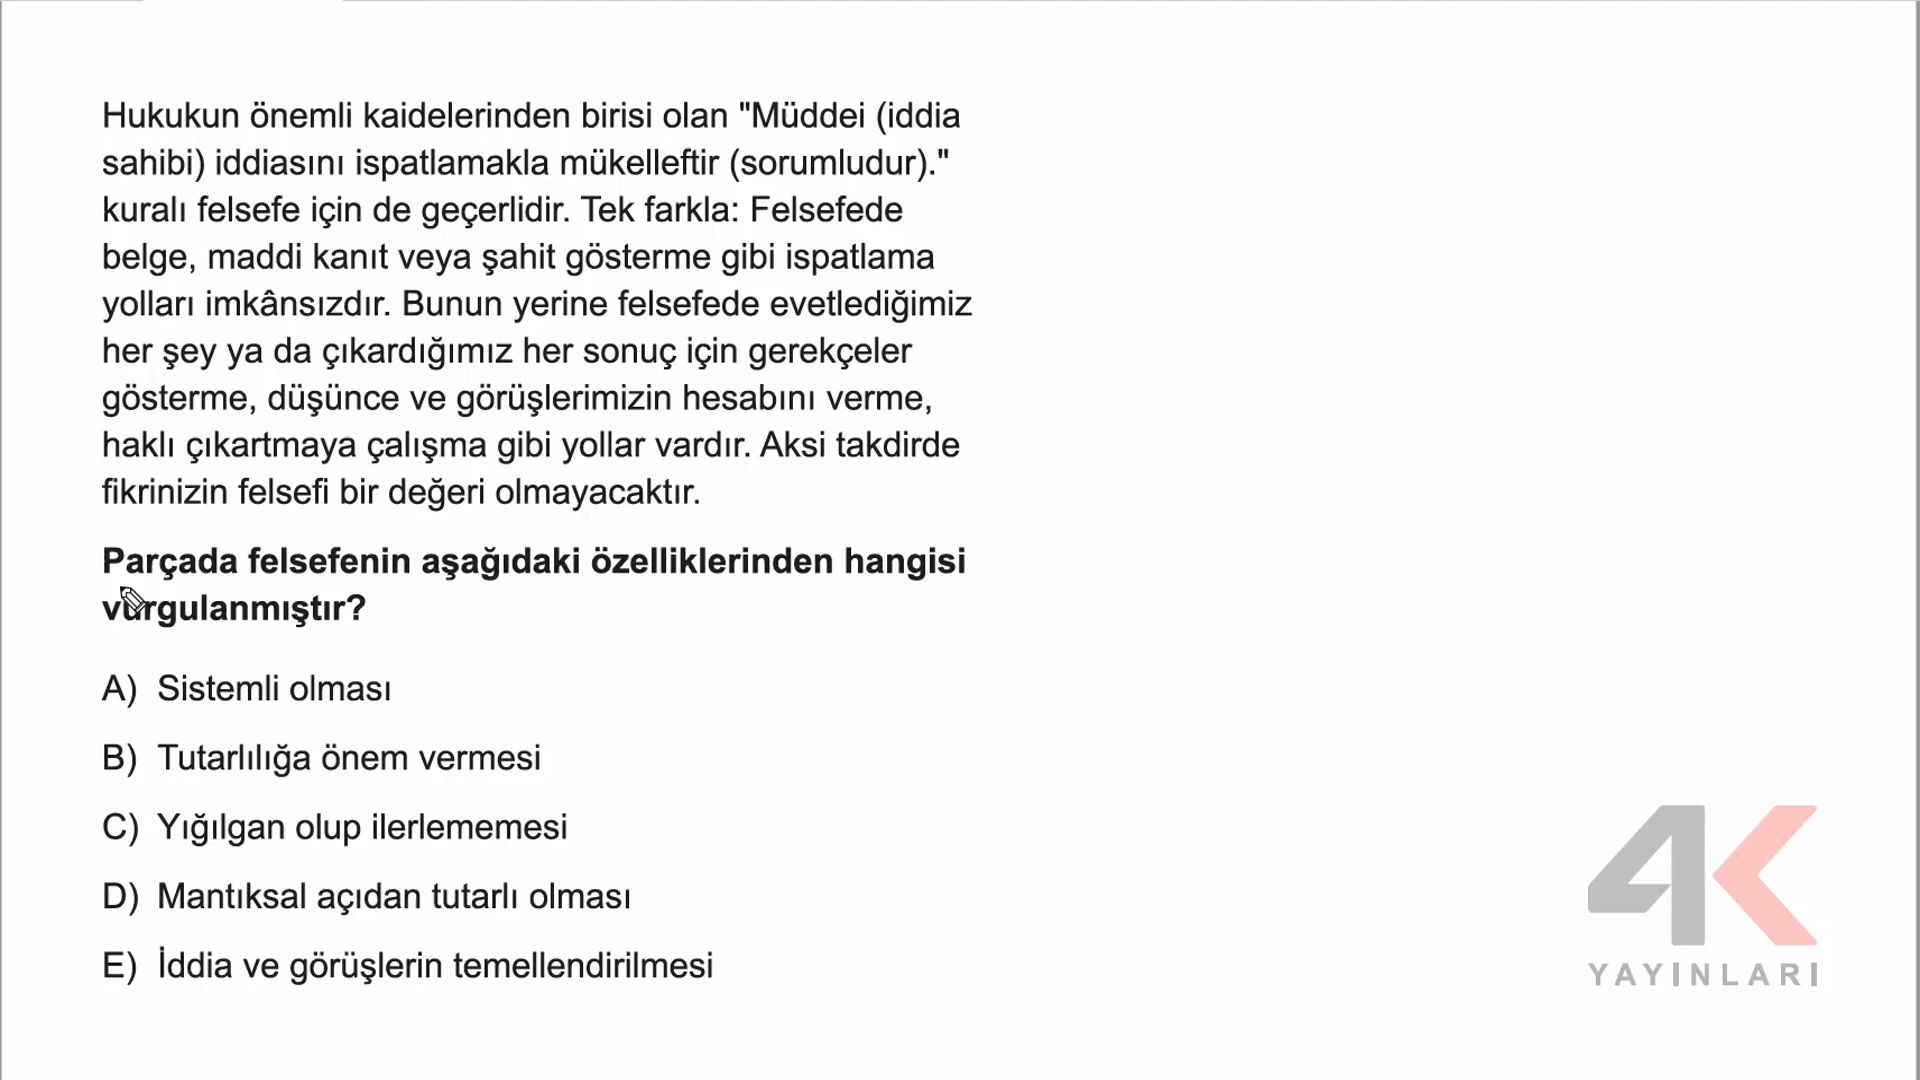 Hukukun önemli kaidelerinden birisi olan "Müddei (iddia
sahibi) iddiasını ispatlamakla mükelleftir (sorumludur)."
kuralı felsefe için de geçerlidir. Tek farkla: Felsefede
belge, maddi kanıt veya şahit gösterme gibi ispatlama
yolları imkânsızdır. Bunun yerine felsefede evetlediğimiz
her şey ya da çıkardığımız her sonuç için gerekçeler
gösterme, düşünce ve görüşlerimizin hesabını verme,
haklı çıkartmaya çalışma gibi yollar vardır. Aksi takdirde
fikrinizin felsefi bir değeri olmayacaktır.
Parçada felsefenin aşağıdaki özelliklerinden hangisi
vurgulanmıştır?
A) Sistemli olması
B) Tutarlılığa önem vermesi
C) Yığılgan olup ilerlememesi
D) Mantıksal açıdan tutarlı olması
E) İddia ve görüşlerin temellendirilmesi
4K
YAYINLARI